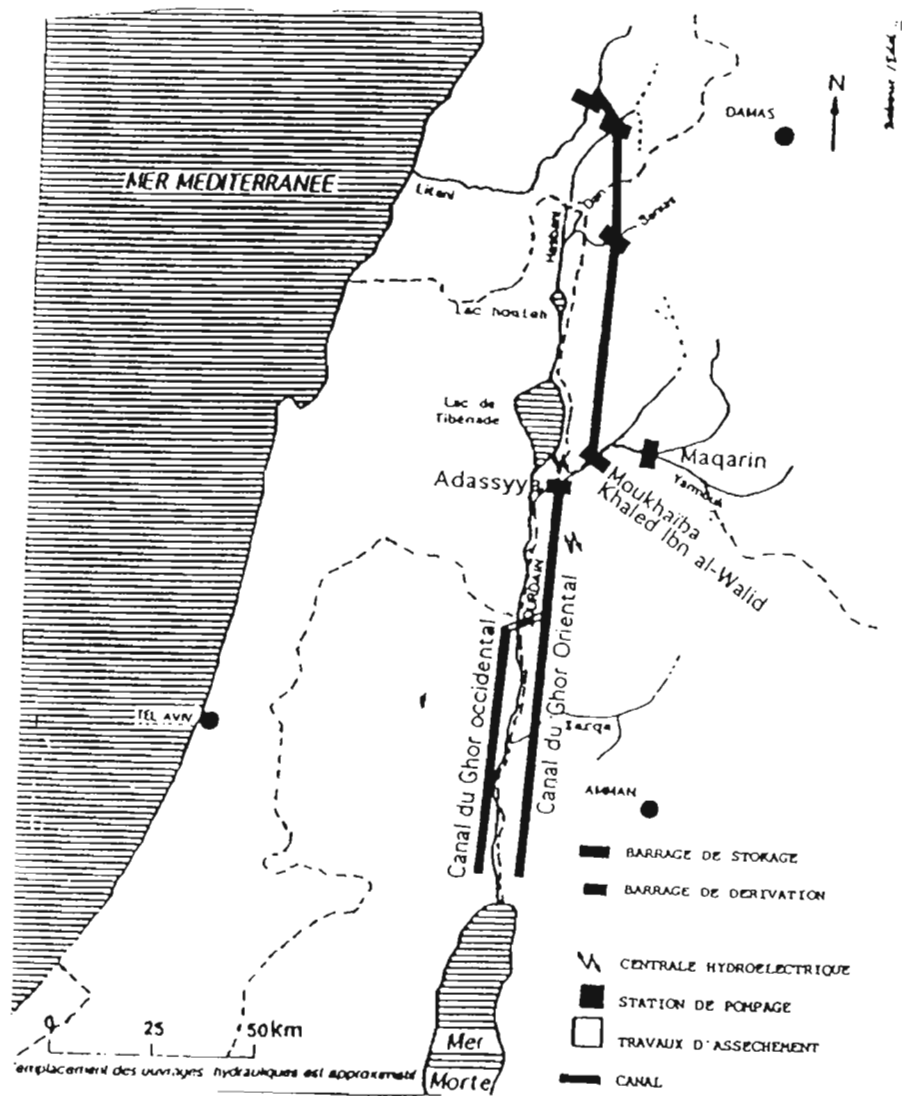 N
DAMAS
MER MEDITERRANEE
Litani
Dan
Banias
Hasbani
Lac houleh
Lac de
Tibériade
Maqarin
Adassyya
Yarmouk
Moukhaïba
Khaled Ibn al-Walid
JOURDAIN
Canal du Ghor occidental
Canal du Ghor Oriental
TEL AVIV
Zarqa
AMMAN
BARRAGE DE STOKAGE
BARRAGE DE DERIVATION
CENTRALE HYDROELECTRIQUE
STATION DE POMPAGE
TRAVAUX D'ASSECHEMENT
CANAL
0 25 50km
Mer
Morte
l'emplacement des ouvrages hydrauliques est approximatif